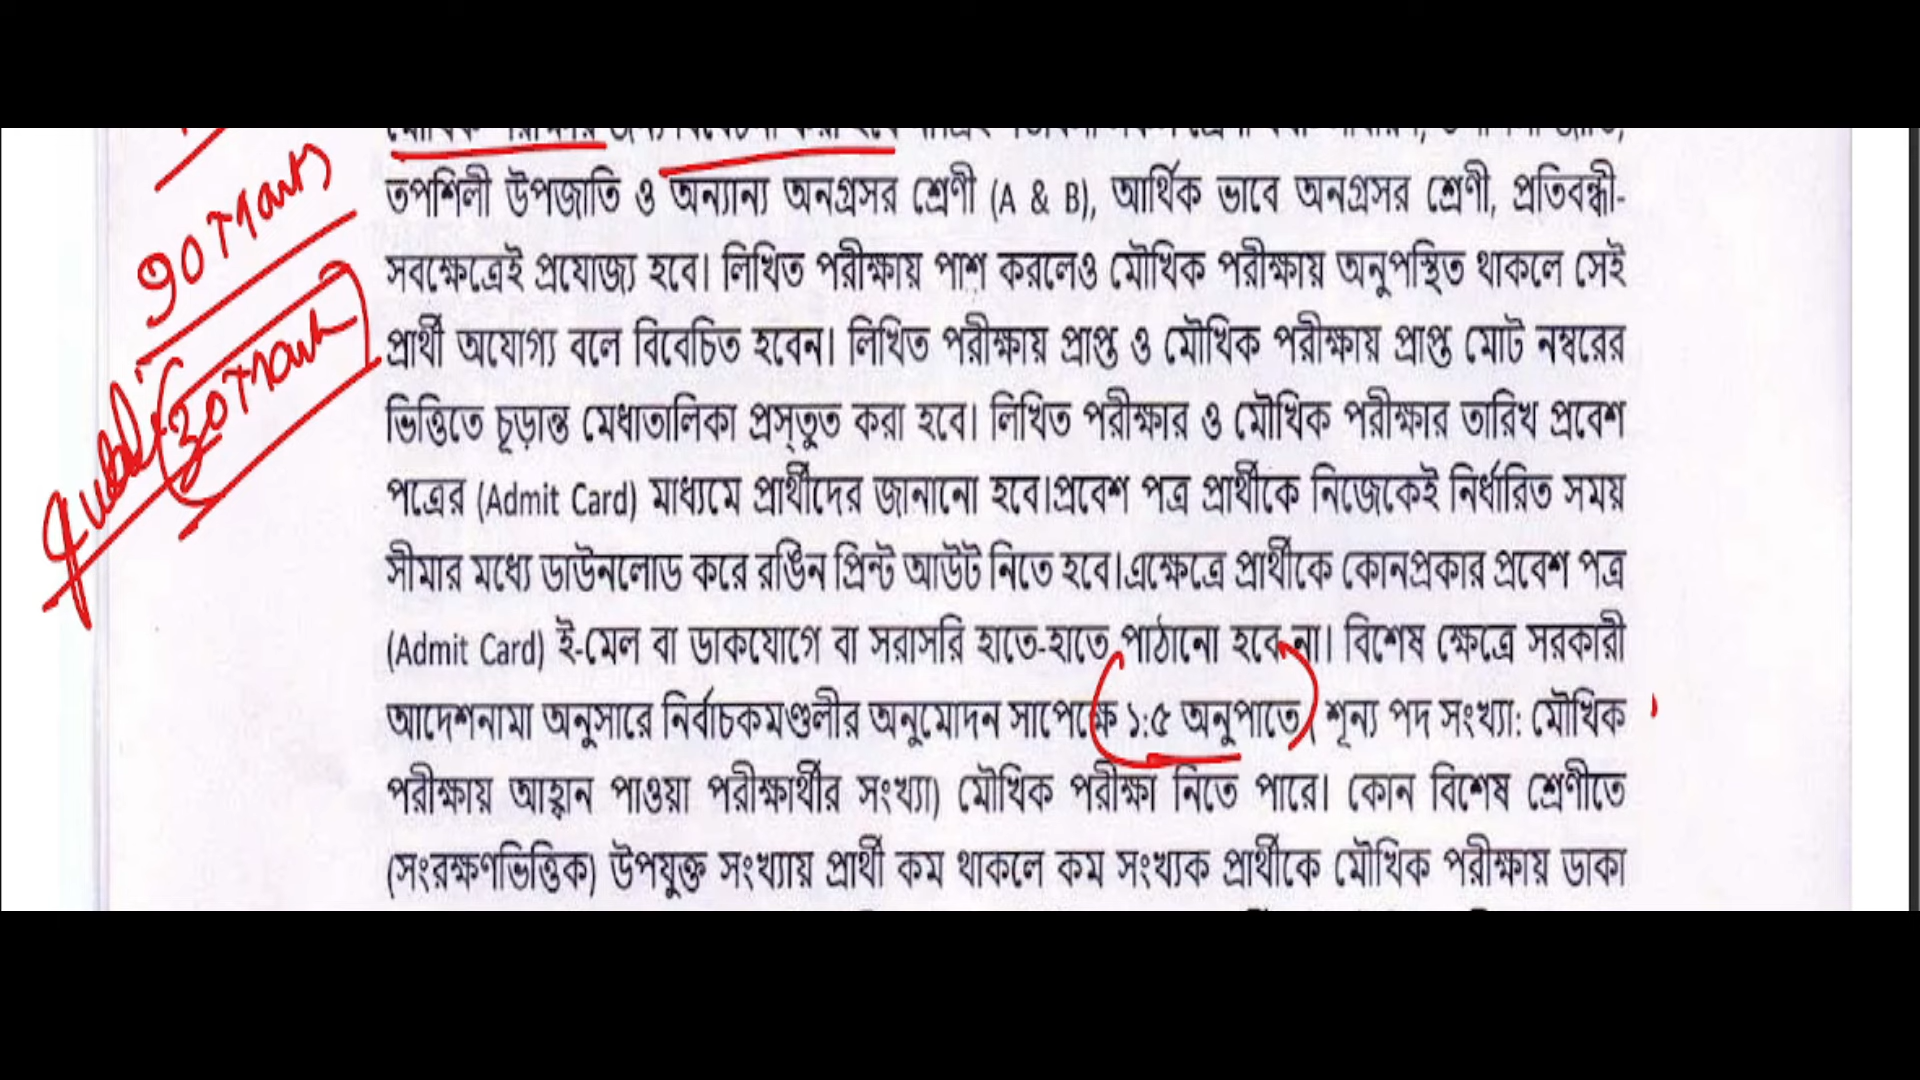 90 Marks
Quali 30 Mark
তপশিলী উপজাতি ও অন্যান্য অনগ্রসর শ্রেণী (A & B), আর্থিক ভাবে অনগ্রসর শ্রেণী, প্রতিবন্ধী-
সবক্ষেত্রেই প্রযোজ্য হবে। লিখিত পরীক্ষায় পাশ করলেও মৌখিক পরীক্ষায় অনুপস্থিত থাকলে সেই
প্রার্থী অযোগ্য বলে বিবেচিত হবেন। লিখিত পরীক্ষায় প্রাপ্ত ও মৌখিক পরীক্ষায় প্রাপ্ত মোট নম্বরের
ভিত্তিতে চূড়ান্ত মেধাতালিকা প্রস্তুত করা হবে। লিখিত পরীক্ষার ও মৌখিক পরীক্ষার তারিখ প্রবেশ
পত্রের (Admit Card) মাধ্যমে প্রার্থীদের জানানো হবে।প্রবেশ পত্র প্রার্থীকে নিজেকেই নির্ধারিত সময়
সীমার মধ্যে ডাউনলোড করে রঙিন প্রিন্ট আউট নিতে হবে।এক্ষেত্রে প্রার্থীকে কোনপ্রকার প্রবেশ পত্র
(Admit Card) ই-মেল বা ডাকযোগে বা সরাসরি হাতে-হাতে পাঠানো হবে না। বিশেষ ক্ষেত্রে সরকারী
আদেশনামা অনুসারে নির্বাচকমণ্ডলীর অনুমোদন সাপেক্ষে ১:৫ অনুপাতে( শূন্য পদ সংখ্যা: মৌখিক
পরীক্ষায় আহ্বান পাওয়া পরীক্ষার্থীর সংখ্যা) মৌখিক পরীক্ষা নিতে পারে। কোন বিশেষ শ্রেণীতে
(সংরক্ষণভিত্তিক) উপযুক্ত সংখ্যায় প্রার্থী কম থাকলে কম সংখ্যক প্রার্থীকে মৌখিক পরীক্ষায় ডাকা